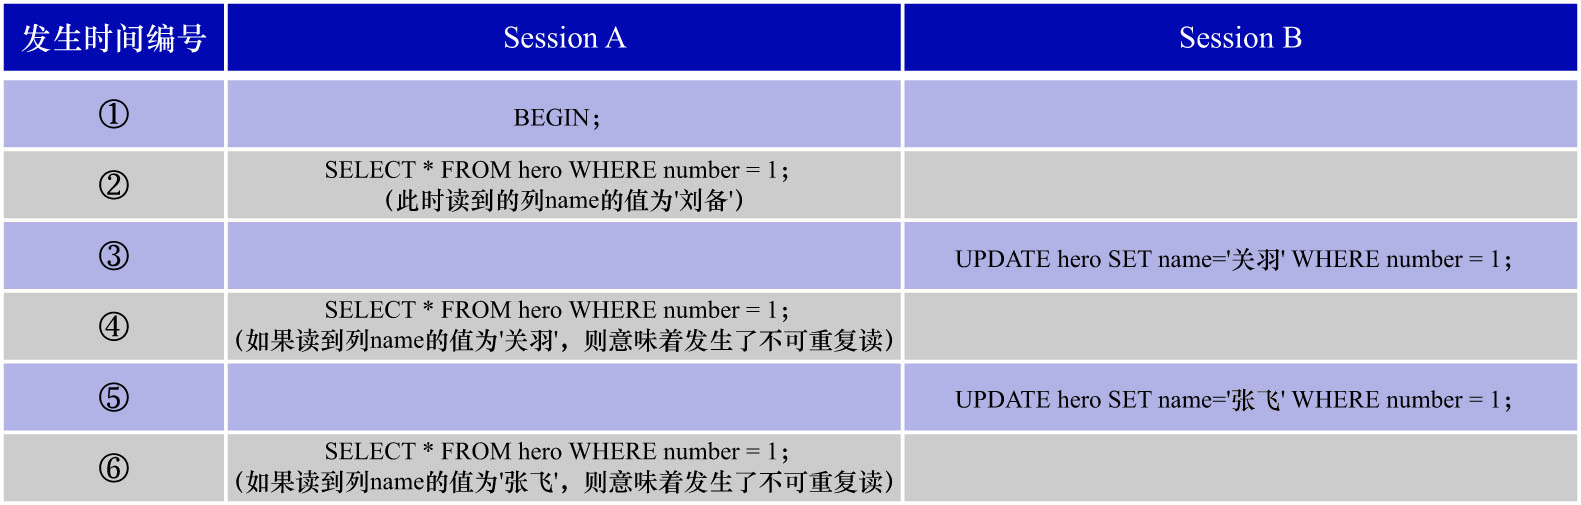 发生时间编号 Session A Session B
① BEGIN；
② SELECT * FROM hero WHERE number = 1；
（此时读到的列name的值为'刘备'）
③ UPDATE hero SET name='关羽' WHERE number = 1；
④ SELECT * FROM hero WHERE number = 1；
（如果读到列name的值为'关羽'，则意味着发生了不可重复读）
⑤ UPDATE hero SET name='张飞' WHERE number = 1；
⑥ SELECT * FROM hero WHERE number = 1；
（如果读到列name的值为'张飞'，则意味着发生了不可重复读）